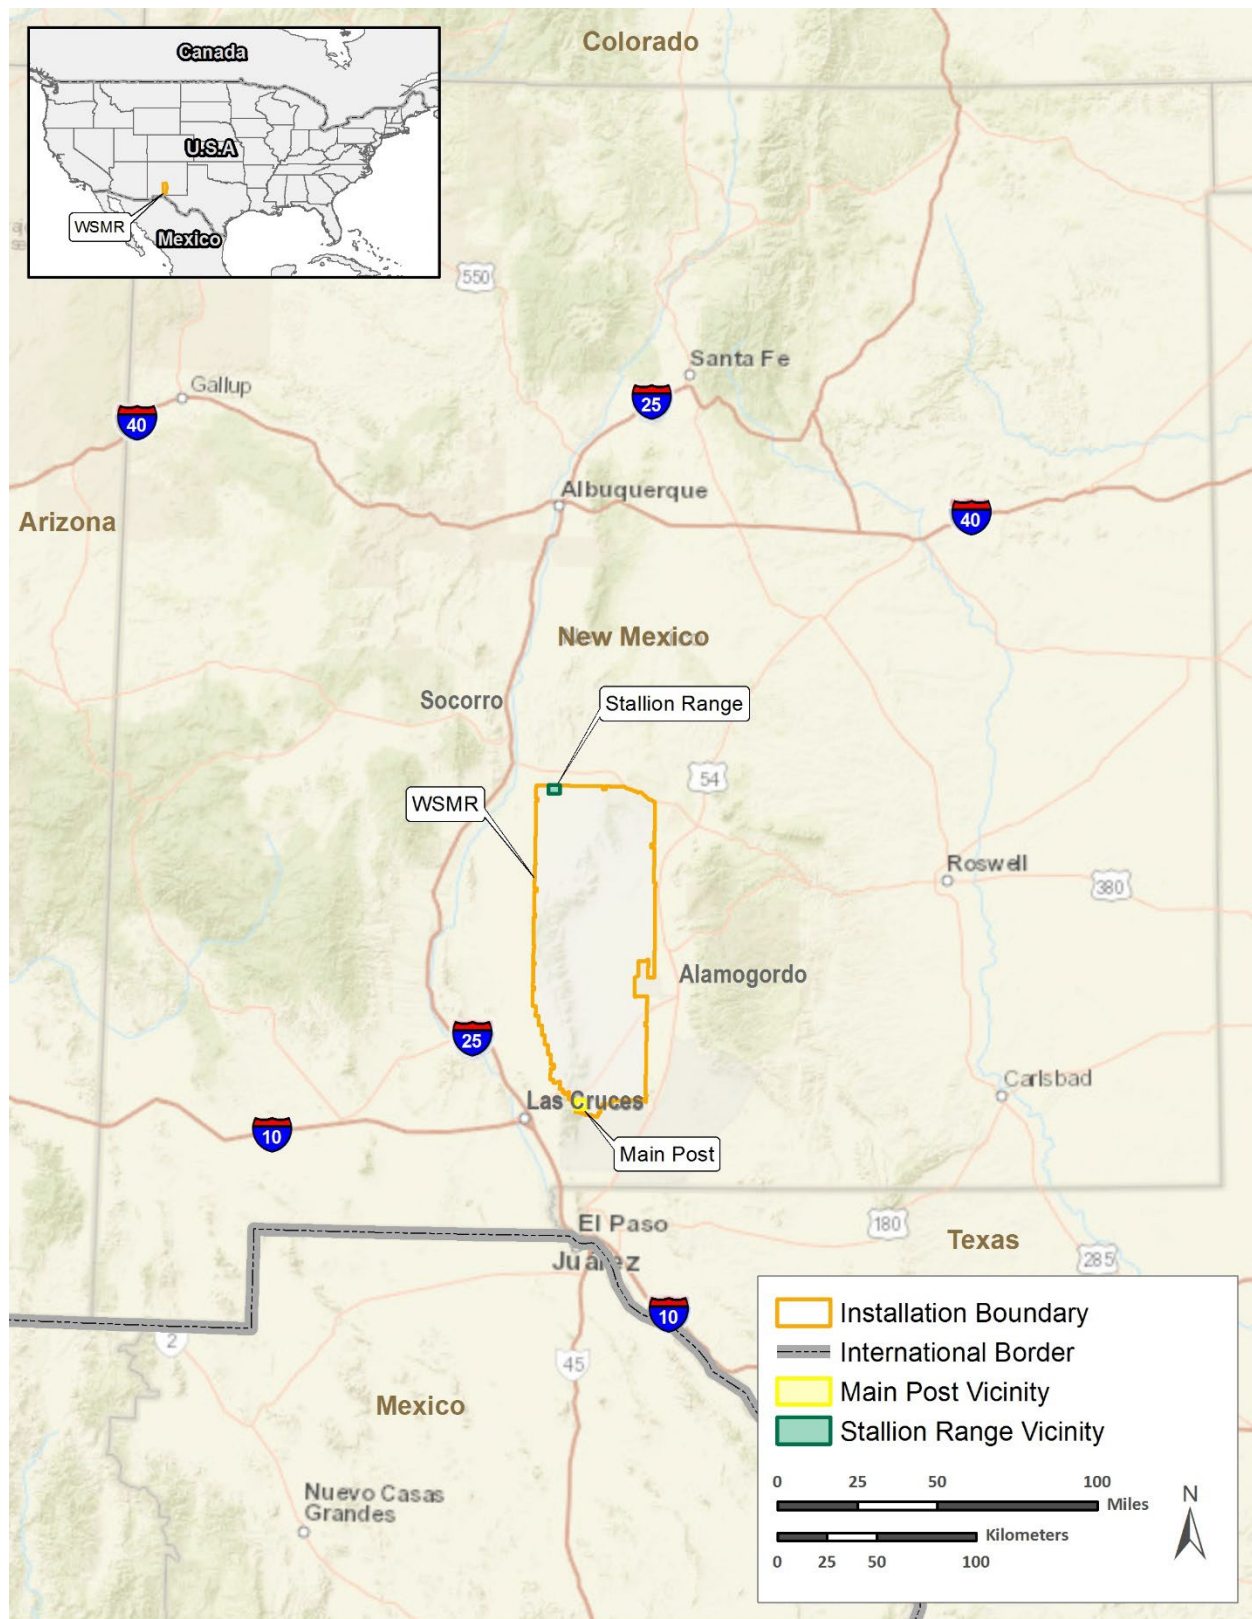 Colorado
Canada
U.S.A
WSMR
Mexico
550
Santa Fe
Gallup
25
40
Albuquerque
Arizona
40
New Mexico
Socorro
Stallion Range
54
WSMR
Roswell
380
Alamogordo
25
Carlsbad
Las Cruces
10
Main Post
El Paso
180
Texas
Juárez
285
10
2
45
Mexico
Nuevo Casas
Grandes
Installation Boundary
International Border
Main Post Vicinity
Stallion Range Vicinity
0 25 50 100
Miles
Kilometers
0 25 50 100
N